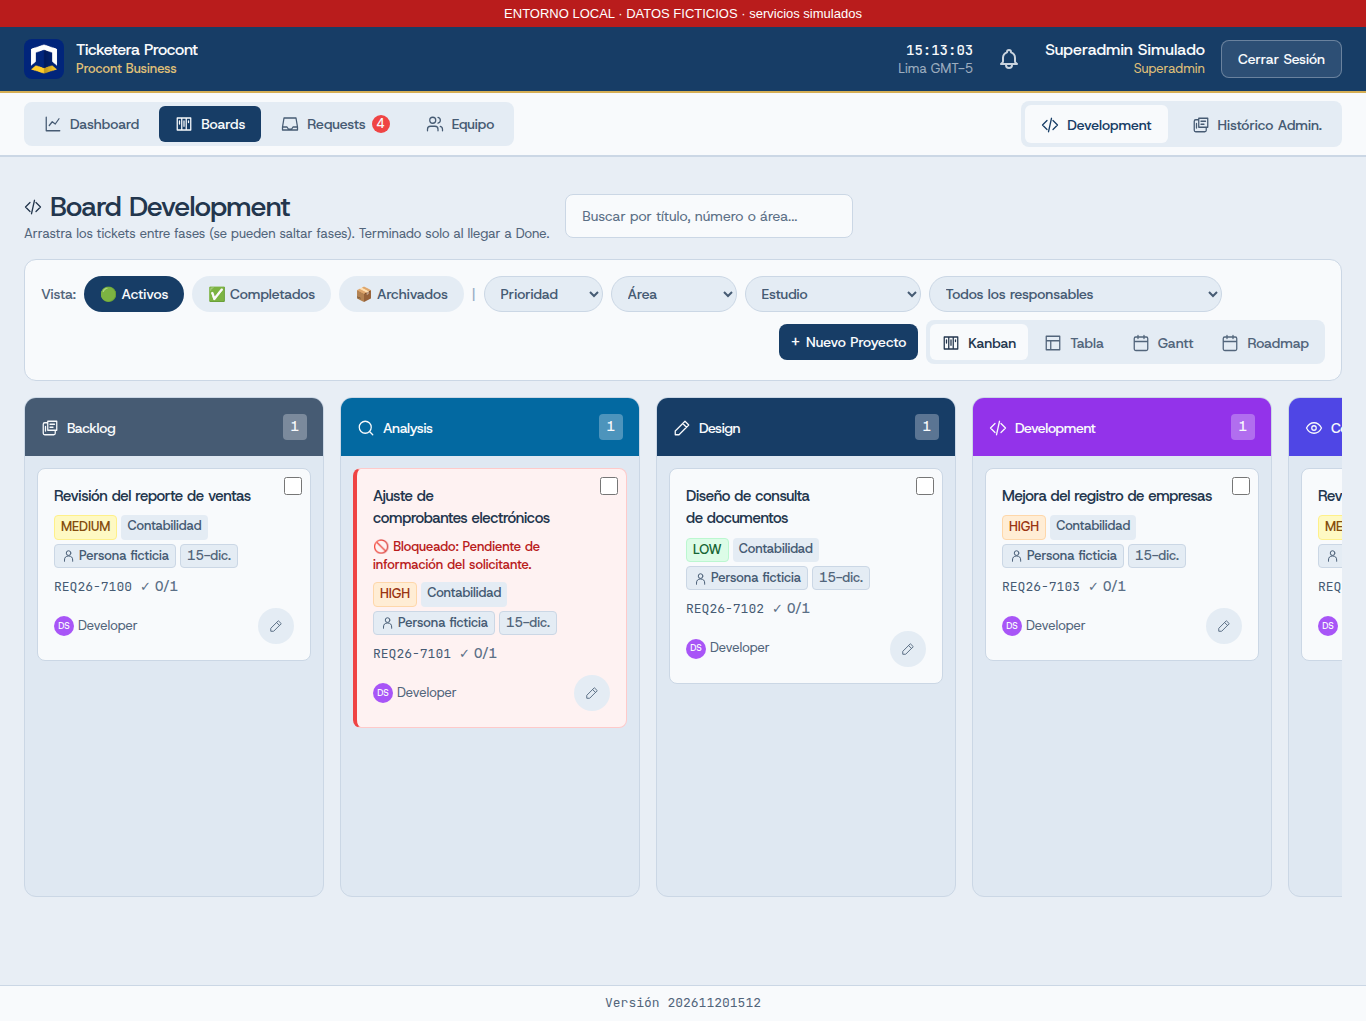 ENTORNO LOCAL · DATOS FICTICIOS · servicios simulados
Ticketera Procont
Procont Business
15:13:03
Lima GMT-5
Superadmin Simulado
Superadmin
Cerrar Sesión
Dashboard
Boards
Requests 4
Equipo
Development
Histórico Admin.
Board Development
Arrastra los tickets entre fases (se pueden saltar fases). Terminado solo al llegar a Done.
Buscar por título, número o área...
Vista:
Activos
Completados
Archivados
|
Prioridad
Área
Estudio
Todos los responsables
+ Nuevo Proyecto
Kanban
Tabla
Gantt
Roadmap
Backlog 1
Revisión del reporte de ventas
MEDIUM Contabilidad
Persona ficticia 15-dic.
REQ26-7100 ✓ 0/1
DS Developer
Analysis 1
Ajuste de
comprobantes electrónicos
Bloqueado: Pendiente de
información del solicitante.
HIGH Contabilidad
Persona ficticia 15-dic.
REQ26-7101 ✓ 0/1
DS Developer
Design 1
Diseño de consulta
de documentos
LOW Contabilidad
Persona ficticia 15-dic.
REQ26-7102 ✓ 0/1
DS Developer
Development 1
Mejora del registro de empresas
HIGH Contabilidad
Persona ficticia 15-dic.
REQ26-7103 ✓ 0/1
DS Developer
Rev
ME
REQ
DS
Versión 202611201512